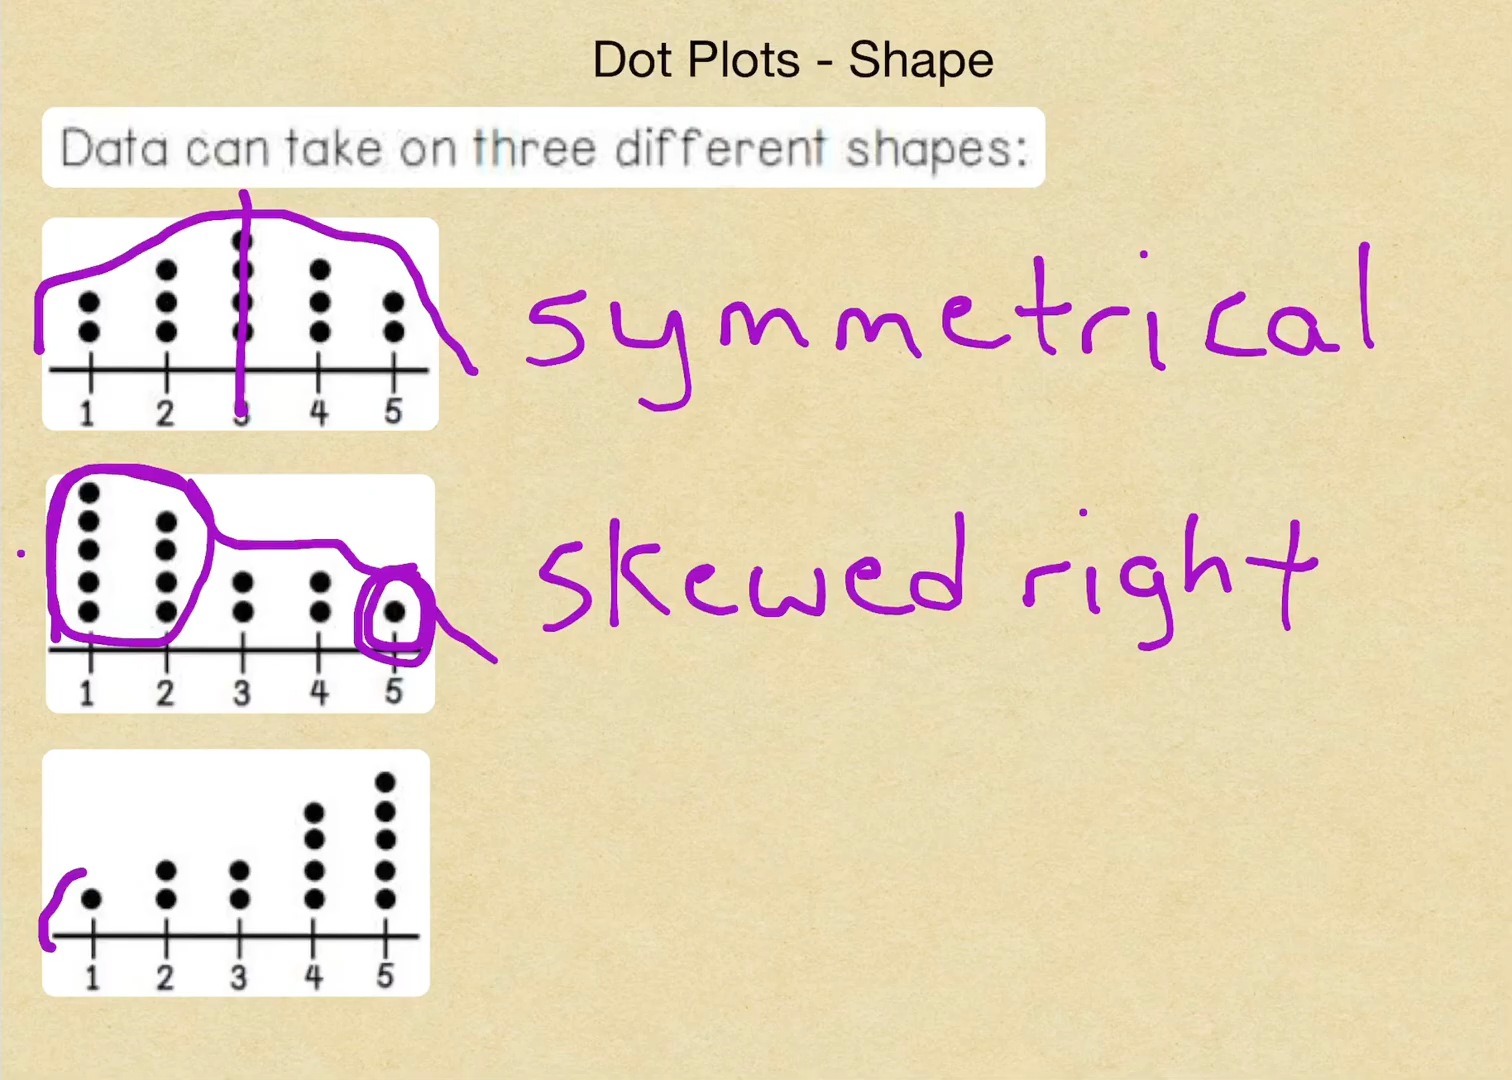 Dot Plots - Shape
Data can take on three different shapes:
symmetrical
1 2 3 4 5
skewed right
1 2 3 4 5
1 2 3 4 5